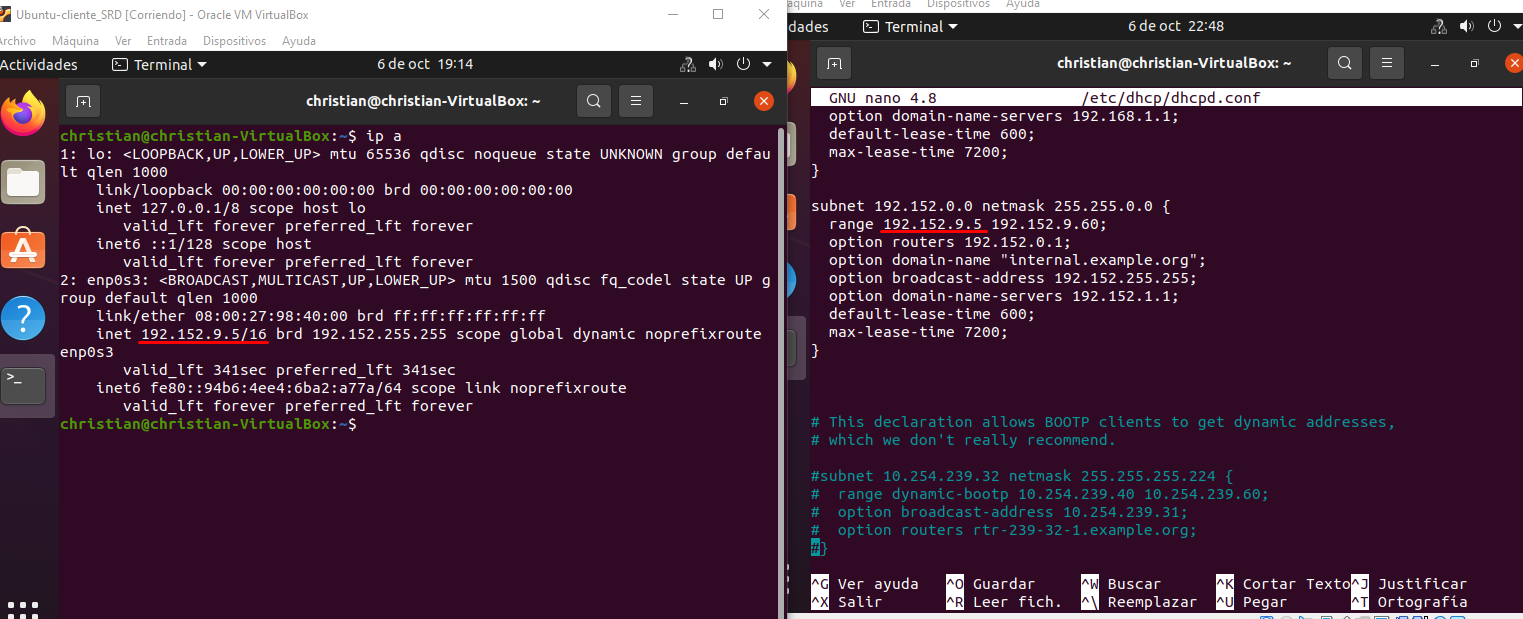 Ubuntu-cliente_SRD [Corriendo] - Oracle VM VirtualBox
Archivo Máquina Ver Entrada Dispositivos Ayuda
Actividades Terminal 6 de oct 19:14
christian@christian-VirtualBox: ~
christian@christian-VirtualBox:~$ ip a
1: lo: <LOOPBACK,UP,LOWER_UP> mtu 65536 qdisc noqueue state UNKNOWN group defau
lt qlen 1000
link/loopback 00:00:00:00:00:00 brd 00:00:00:00:00:00
inet 127.0.0.1/8 scope host lo
valid_lft forever preferred_lft forever
inet6 ::1/128 scope host
valid_lft forever preferred_lft forever
2: enp0s3: <BROADCAST,MULTICAST,UP,LOWER_UP> mtu 1500 qdisc fq_codel state UP g
roup default qlen 1000
link/ether 08:00:27:98:40:00 brd ff:ff:ff:ff:ff:ff
inet 192.152.9.5/16 brd 192.152.255.255 scope global dynamic noprefixroute
enp0s3
valid_lft 341sec preferred_lft 341sec
inet6 fe80::94b6:4ee4:6ba2:a77a/64 scope link noprefixroute
valid_lft forever preferred_lft forever
christian@christian-VirtualBox:~$
áquina Ver Entrada Dispositivos Ayuda
dades Terminal 6 de oct 22:48
christian@christian-VirtualBox: ~
GNU nano 4.8 /etc/dhcp/dhcpd.conf
option domain-name-servers 192.168.1.1;
default-lease-time 600;
max-lease-time 7200;
}
subnet 192.152.0.0 netmask 255.255.0.0 {
range 192.152.9.5 192.152.9.60;
option routers 192.152.0.1;
option domain-name "internal.example.org";
option broadcast-address 192.152.255.255;
option domain-name-servers 192.152.1.1;
default-lease-time 600;
max-lease-time 7200;
}
# This declaration allows BOOTP clients to get dynamic addresses,
# which we don't really recommend.
#subnet 10.254.239.32 netmask 255.255.255.224 {
# range dynamic-bootp 10.254.239.40 10.254.239.60;
# option broadcast-address 10.254.239.31;
# option routers rtr-239-32-1.example.org;
#}
^G Ver ayuda ^O Guardar ^W Buscar ^K Cortar Texto ^J Justificar
^X Salir ^R Leer fich. ^\ Reemplazar ^U Pegar ^T Ortografía